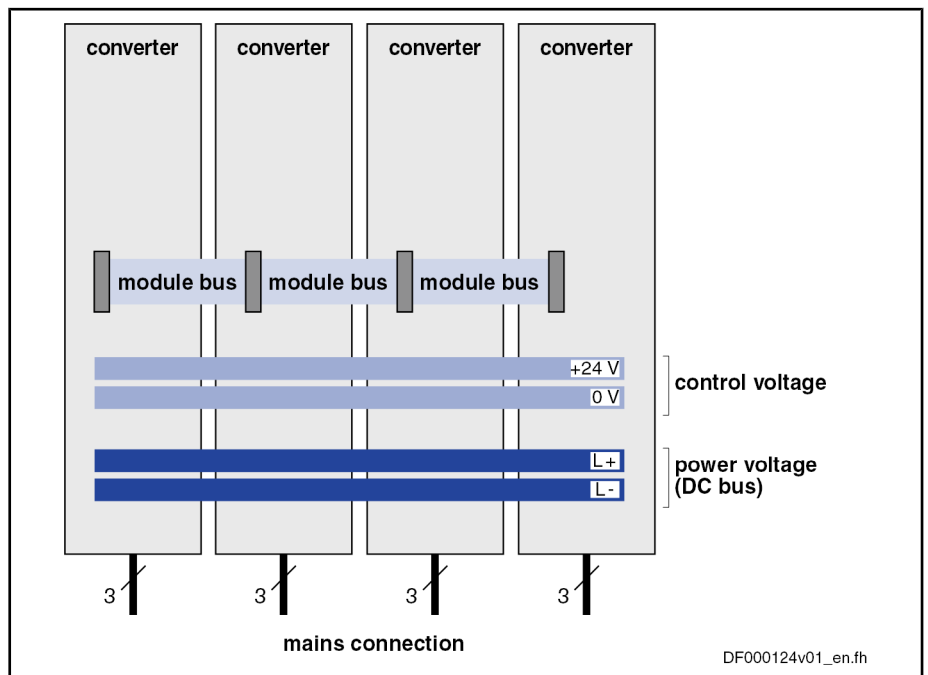 converter converter converter converter
module bus module bus module bus
+24 V
0 V
control voltage
L+
L-
power voltage
(DC bus)
3 3 3 3
mains connection
DF000124v01_en.fh